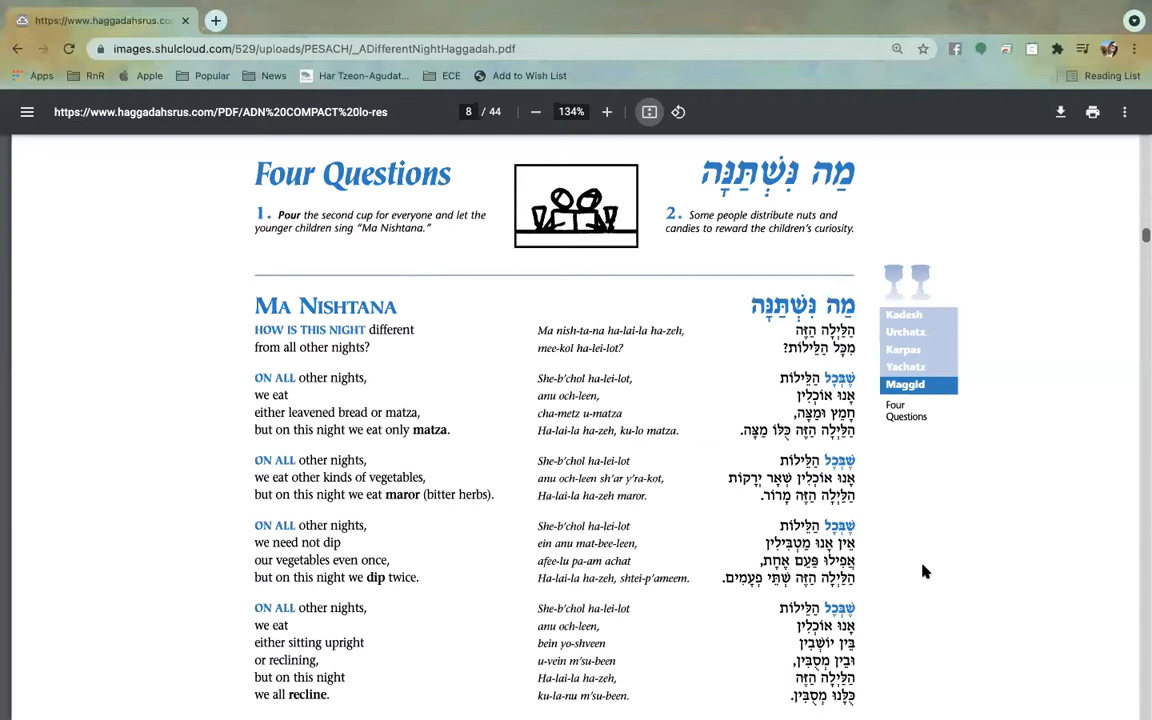 https://www.haggadahsrus.co
images.shulcloud.com/529/uploads/PESACH/_ADifferentNightHaggadah.pdf
Apps RnR Apple Popular News Har Tzeon-Agudat... ECE Add to Wish List Reading List
https://www.haggadahsrus.com/PDF/ADN%20COMPACT%20lo-res 8 / 44 134%
Four Questions
מַה נִּשְׁתַּנָּה
1. Pour the second cup for everyone and let the
younger children sing “Ma Nishtana.”
2. Some people distribute nuts and
candies to reward the children’s curiosity.
MA NISHTANA
HOW IS THIS NIGHT different
from all other nights?
ON ALL other nights,
we eat
either leavened bread or matza,
but on this night we eat only matza.
ON ALL other nights,
we eat other kinds of vegetables,
but on this night we eat maror (bitter herbs).
ON ALL other nights,
we need not dip
our vegetables even once,
but on this night we dip twice.
ON ALL other nights,
we eat
either sitting upright
or reclining,
but on this night
we all recline.
Ma nish-ta-na ha-lai-la ha-zeh,
mee-kol ha-lei-lot?
She-b’chol ha-lei-lot,
anu och-leen,
cha-metz u-matza
Ha-lai-la ha-zeh, ku-lo matza.
She-b’chol ha-lei-lot
anu och-leen sh’ar y’ra-kot,
Ha-lai-la ha-zeh maror.
She-b’chol ha-lei-lot
ein anu mat-bee-leen,
afee-lu pa-am achat
Ha-lai-la ha-zeh, shtei-p’ameem.
She-b’chol ha-lei-lot
anu och-leen,
bein yo-shveen
u-vein m’su-been
Ha-lai-la ha-zeh,
ku-la-nu m’su-been.
מַה נִּשְׁתַּנָּה
הַלַּיְלָה הַזֶּה
מִכָּל הַלֵּילוֹת?
שֶׁבְּכָל הַלֵּילוֹת
אָנוּ אוֹכְלִין
חָמֵץ וּמַצָּה,
הַלַּיְלָה הַזֶּה כֻּלּוֹ מַצָּה.
שֶׁבְּכָל הַלֵּילוֹת
אָנוּ אוֹכְלִין שְׁאָר יְרָקוֹת
הַלַּיְלָה הַזֶּה מָרוֹר.
שֶׁבְּכָל הַלֵּילוֹת
אֵין אָנוּ מַטְבִּילִין
אֲפִילוּ פַּעַם אֶחָת,
הַלַּיְלָה הַזֶּה שְׁתֵּי פְעָמִים.
שֶׁבְּכָל הַלֵּילוֹת
אָנוּ אוֹכְלִין
בֵּין יוֹשְׁבִין
וּבֵין מְסֻבִּין,
הַלַּיְלָה הַזֶּה
כֻּלָּנוּ מְסֻבִּין.
Kadesh
Urchatz
Karpas
Yachatz
Maggid
Four
Questions